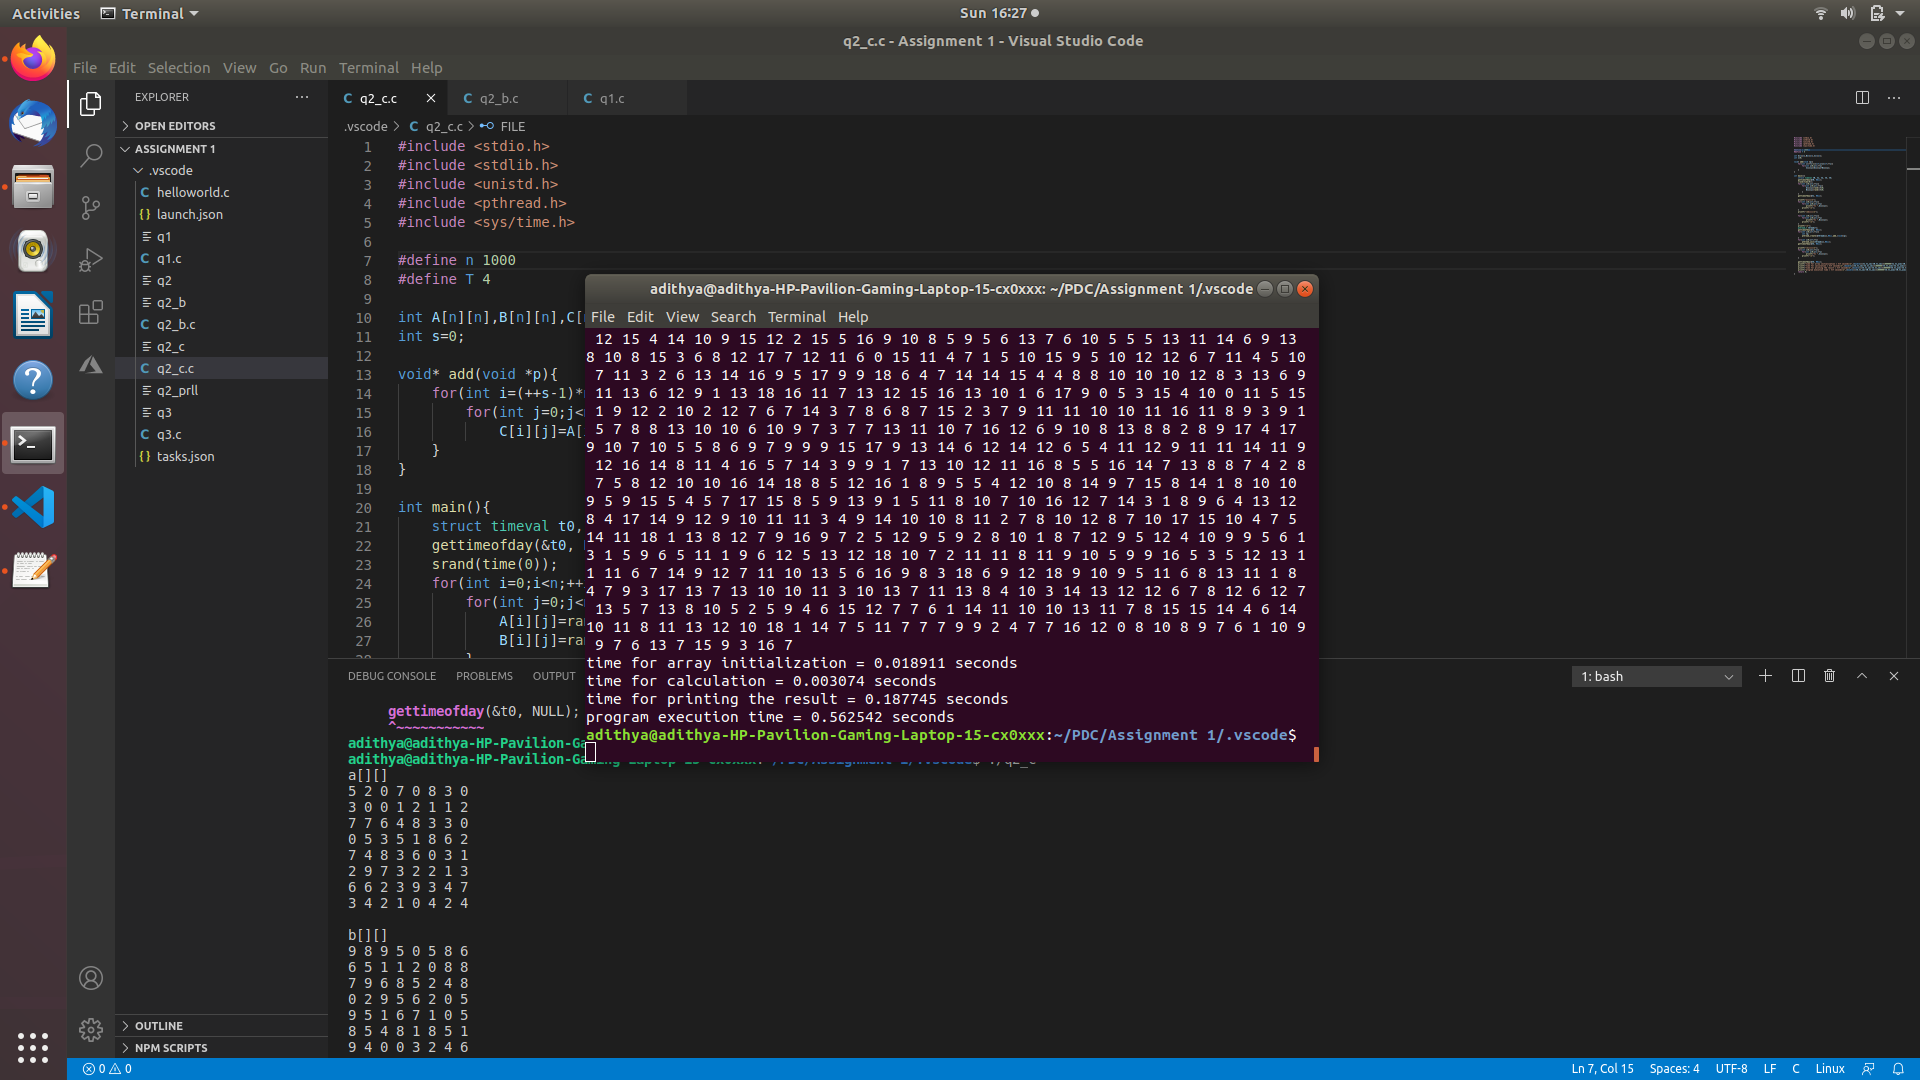 Activities
Terminal
Sun 16:27
q2_c.c - Assignment 1 - Visual Studio Code
File Edit Selection View Go Run Terminal Help
EXPLORER
OPEN EDITORS
ASSIGNMENT 1
.vscode
C helloworld.c
{} launch.json
q1
C q1.c
q2
q2_b
C q2_b.c
q2_c
C q2_c.c
q2_prll
q3
C q3.c
{} tasks.json
OUTLINE
NPM SCRIPTS
C q2_c.c
C q2_b.c
C q1.c
.vscode > C q2_c.c > FILE
1 #include <stdio.h>
2 #include <stdlib.h>
3 #include <unistd.h>
4 #include <pthread.h>
5 #include <sys/time.h>
6
7 #define n 1000
8 #define T 4
9
10 int A[n][n],B[n][n],C[
11 int s=0;
12
13 void* add(void *p){
14 for(int i=(++s-1)*
15 for(int j=0;j<
16 C[i][j]=A[
17 }
18 }
19
20 int main(){
21 struct timeval t0,
22 gettimeofday(&t0,
23 srand(time(0));
24 for(int i=0;i<n;++
25 for(int j=0;j<
26 A[i][j]=ra
27 B[i][j]=ra
adithya@adithya-HP-Pavilion-Gaming-Laptop-15-cx0xxx: ~/PDC/Assignment 1/.vscode
File Edit View Search Terminal Help
12 15 4 14 10 9 15 12 2 15 5 16 9 10 8 5 9 5 6 13 7 6 10 5 5 5 13 11 14 6 9 13
8 10 8 15 3 6 8 12 17 7 12 11 6 0 15 11 4 7 1 5 10 15 9 5 10 12 12 6 7 11 4 5 10
7 11 3 2 6 13 14 16 9 5 17 9 9 18 6 4 7 14 14 15 4 4 8 8 10 10 10 12 8 3 13 6 9
11 13 6 12 9 1 13 18 16 11 7 13 12 15 16 13 10 1 6 17 9 0 5 3 15 4 10 0 11 5 15
1 9 12 2 10 2 12 7 6 7 14 3 7 8 6 8 7 15 2 3 7 9 11 11 10 10 11 16 11 8 9 3 9 1
5 7 8 8 13 10 10 6 10 9 7 3 7 7 13 11 10 7 16 12 6 9 10 8 13 8 8 2 8 9 17 4 17
9 10 7 10 5 5 8 6 9 7 9 9 9 15 17 9 13 14 6 12 14 12 6 5 4 11 12 9 11 11 14 11 9
12 16 14 8 11 4 16 5 7 14 3 9 9 1 7 13 10 12 11 16 8 5 5 16 14 7 13 8 8 7 4 2 8
7 5 8 12 10 10 16 14 18 8 5 12 16 1 8 9 5 5 4 12 10 8 14 9 7 15 8 14 1 8 10 10
9 5 9 15 5 4 5 7 17 15 8 5 9 13 9 1 5 11 8 10 7 10 16 12 7 14 3 1 8 9 6 4 13 12
8 4 17 14 9 12 9 10 11 11 3 4 9 14 10 10 8 11 2 7 8 10 12 8 7 10 17 15 10 4 7 5
14 11 18 1 13 8 12 7 9 16 9 7 2 5 12 9 5 9 2 8 10 1 8 7 12 9 5 12 4 10 9 9 5 6 1
3 1 5 9 6 5 11 1 9 6 12 5 13 12 18 10 7 2 11 11 8 11 9 10 5 9 9 16 5 3 5 12 13 1
1 11 6 7 14 9 12 7 11 10 13 5 6 16 9 8 3 18 6 9 12 18 9 10 9 5 11 6 8 13 11 1 8
4 7 9 3 17 13 7 13 10 10 11 3 10 13 7 11 13 8 4 10 3 14 13 12 12 6 7 8 12 6 12 7
13 5 7 13 8 10 5 2 5 9 4 6 15 12 7 7 6 1 14 11 10 10 13 11 7 8 15 15 14 4 6 14
10 11 8 11 13 12 10 18 1 14 7 5 11 7 7 7 9 9 2 4 7 7 16 12 0 8 10 8 9 7 6 1 10 9
9 7 6 13 7 15 9 3 16 7
time for array initialization = 0.018911 seconds
time for calculation = 0.003074 seconds
time for printing the result = 0.187745 seconds
program execution time = 0.562542 seconds
adithya@adithya-HP-Pavilion-Gaming-Laptop-15-cx0xxx:~/PDC/Assignment 1/.vscode$
DEBUG CONSOLE PROBLEMS OUTPUT
1: bash
gettimeofday(&t0, NULL);
^~~~~~~~~~~~
adithya@adithya-HP-Pavilion-Ga
adithya@adithya-HP-Pavilion-Ga
a[][]
5 2 0 7 0 8 3 0
3 0 0 1 2 1 1 2
7 7 6 4 8 3 3 0
0 5 3 5 1 8 6 2
7 4 8 3 6 0 3 1
2 9 7 3 2 2 1 3
6 6 2 3 9 3 4 7
3 4 2 1 0 4 2 4
b[][]
9 8 9 5 0 5 8 6
6 5 1 1 2 0 8 8
7 9 6 8 5 2 4 8
0 2 9 5 6 2 0 5
9 5 1 6 7 1 0 5
8 5 4 8 1 8 5 1
9 4 0 0 3 2 4 6
0 0
Ln 7, Col 15 Spaces: 4 UTF-8 LF C Linux